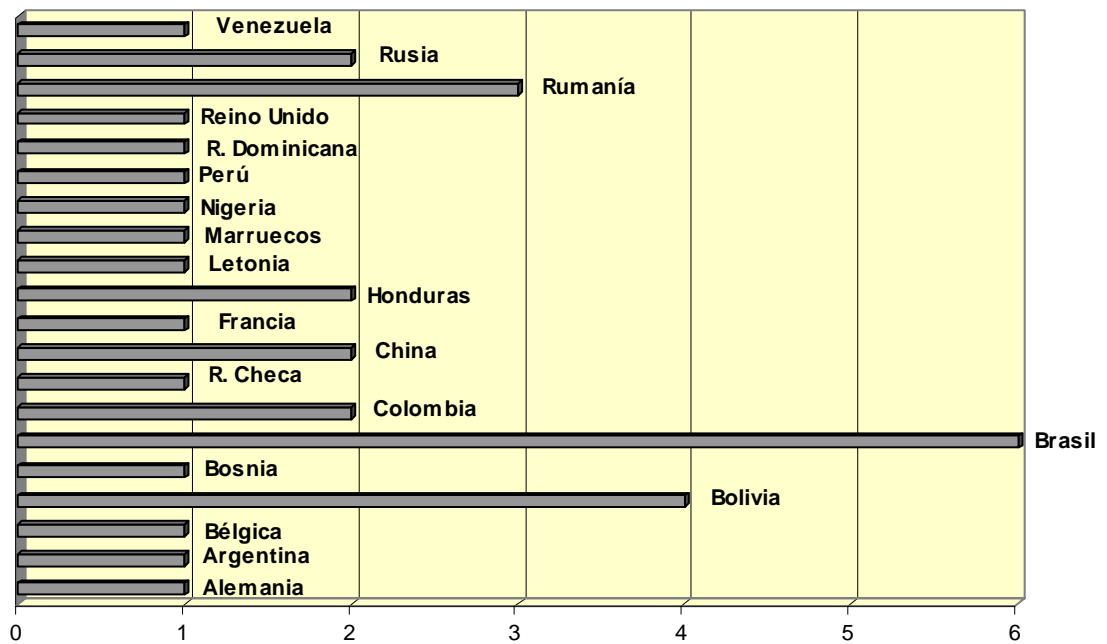 Venezuela
Rusia
Rumanía
Reino Unido
R. Dominicana
Perú
Nigeria
Marruecos
Letonia
Honduras
Francia
China
R. Checa
Colombia
Brasil
Bosnia
Bolivia
Bélgica
Argentina
Alemania
0 1 2 3 4 5 6